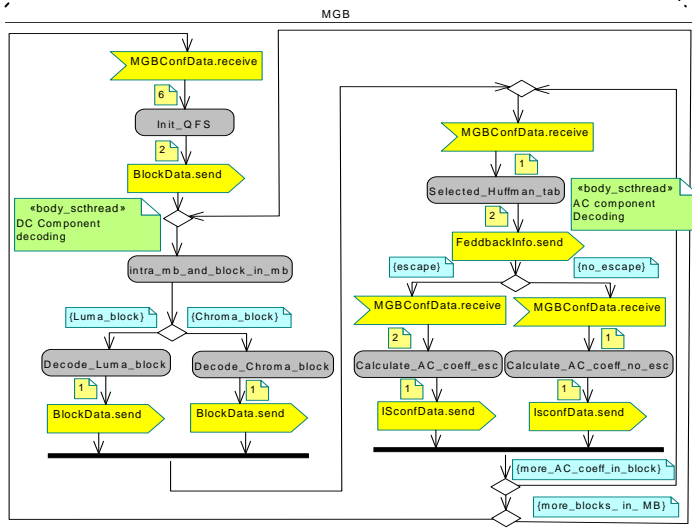 MGB
MGBConfData.receive
6
Init_QFS
2
BlockData.send
«body_scthread»
DC Component
decoding
intra_mb_and_block_in_mb
{Luma_block}
{Chroma_block}
Decode_Luma_block
Decode_Chroma_block
1
1
BlockData.send
BlockData.send
MGBConfData.receive
1
Selected_Huffman_tab
«body_scthread»
AC component
Decoding
2
FeddbackInfo.send
{escape}
{no_escape}
MGBConfData.receive
MGBConfData.receive
2
1
Calculate_AC_coeff_esc
Calculate_AC_coeff_no_esc
1
1
ISconfData.send
IsconfData.send
{more_AC_coeff_in_block}
{more_blocks_ in_ MB}